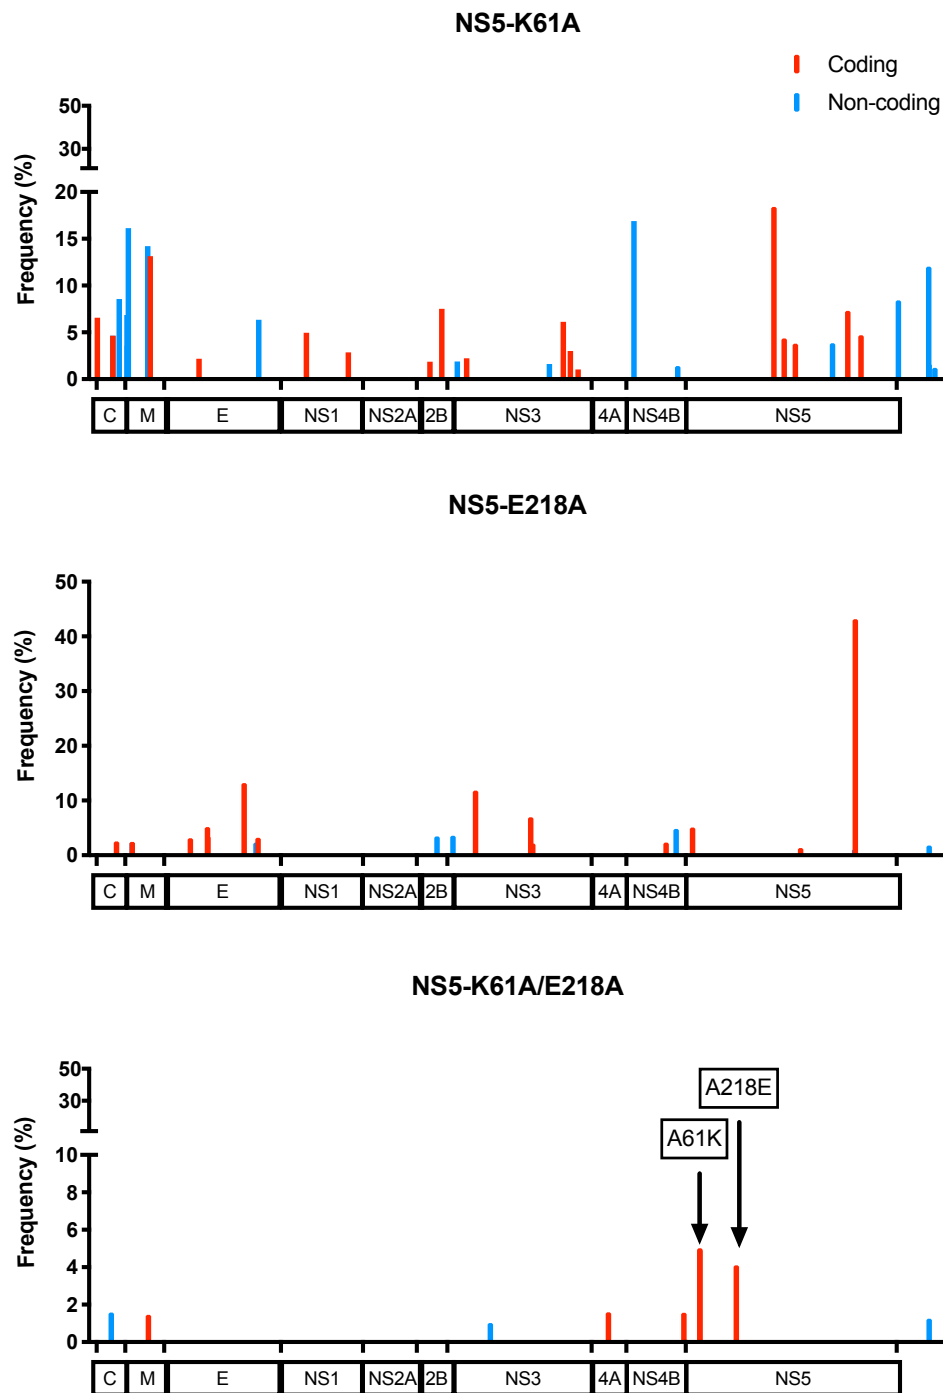 NS5-K61A
Coding
Non-coding
Frequency (%)
50
30
20
15
10
5
0
C M E NS1 NS2A 2B NS3 4A NS4B NS5
NS5-E218A
Frequency (%)
50
40
30
20
10
0
C M E NS1 NS2A 2B NS3 4A NS4B NS5
NS5-K61A/E218A
Frequency (%)
50
30
A218E
A61K
10
8
6
4
2
0
C M E NS1 NS2A 2B NS3 4A NS4B NS5